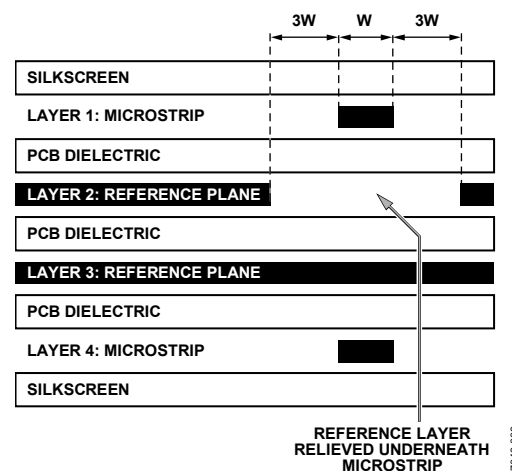 3W W 3W
SILKSCREEN
LAYER 1: MICROSTRIP
PCB DIELECTRIC
LAYER 2: REFERENCE PLANE
PCB DIELECTRIC
LAYER 3: REFERENCE PLANE
PCB DIELECTRIC
LAYER 4: MICROSTRIP
SILKSCREEN
REFERENCE LAYER
RELIEVED UNDERNEATH
MICROSTRIP